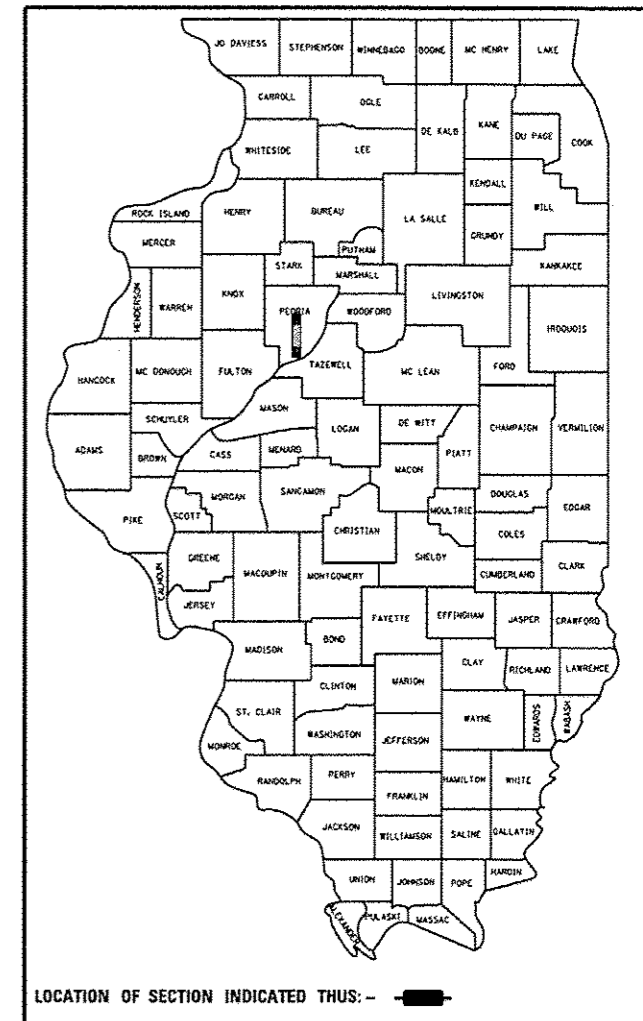 JO DAVIESS STEPHENSON WINNEBAGO BOONE MC HENRY LAKE
CARROLL OGLE DE KALB KANE DU PAGE COOK
WHITESIDE LEE
KENDALL WILL
ROCK ISLAND HENRY BUREAU LA SALLE GRUNDY
MERCER PUTNAM
STARK MARSHALL KANKAKEE
HENDERSON WARREN KNOX PEORIA WOODFORD LIVINGSTON IROQUOIS
HANCOCK MC DONOUGH FULTON TAZEWELL MC LEAN FORD
SCHUYLER MASON LOGAN DE WITT CHAMPAIGN VERMILION
ADAMS BROWN CASS MENARD MACON PIATT
PIKE SCOTT MORGAN SANGAMON MOULTRIE DOUGLAS EDGAR
CHRISTIAN COLES
CALHOUN GREENE MACOUPIN MONTGOMERY SHELBY CUMBERLAND CLARK
JERSEY FAYETTE EFFINGHAM JASPER CRAWFORD
MADISON BOND
CLAY RICHLAND LAWRENCE
CLINTON MARION
ST. CLAIR WAYNE EDWARDS WABASH
MONROE WASHINGTON JEFFERSON
RANDOLPH PERRY HAMILTON WHITE
FRANKLIN
JACKSON WILLIAMSON SALINE GALLATIN
UNION JOHNSON POPE HARDIN
ALEXANDER PULASKI MASSAC
LOCATION OF SECTION INDICATED THUS: -